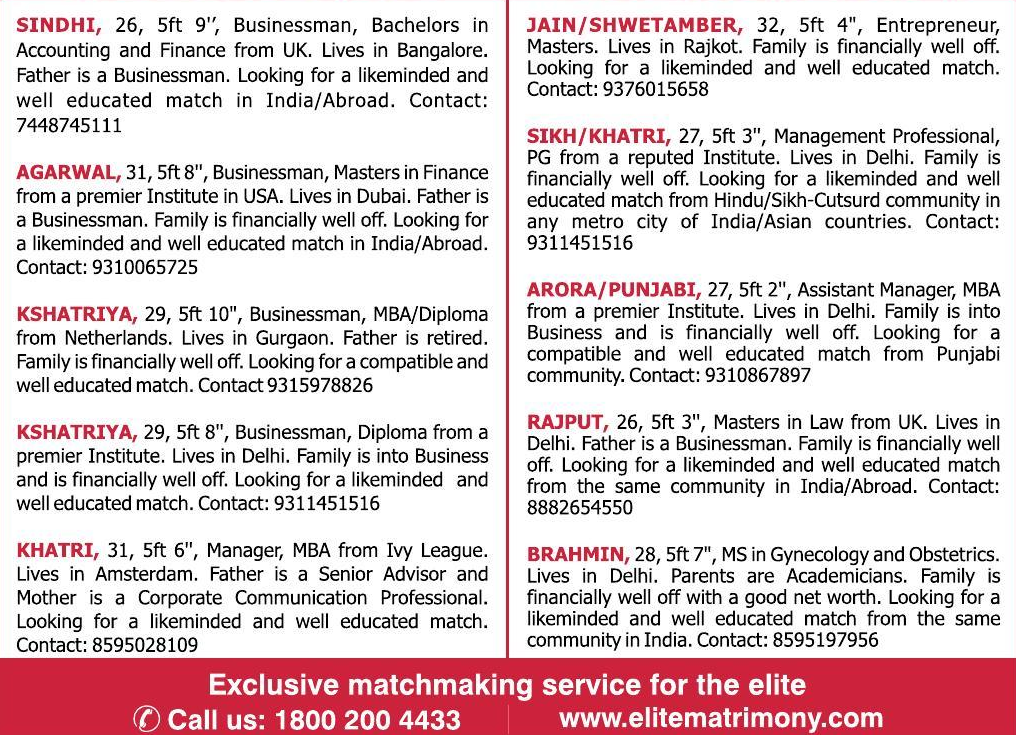 SINDHI, 26, 5ft 9’’, Businessman, Bachelors in
Accounting and Finance from UK. Lives in Bangalore.
Father is a Businessman. Looking for a likeminded and
well educated match in India/Abroad. Contact:
7448745111
AGARWAL, 31, 5ft 8", Businessman, Masters in Finance
from a premier Institute in USA. Lives in Dubai. Father is
a Businessman. Family is financially well off. Looking for
a likeminded and well educated match in India/Abroad.
Contact: 9310065725
KSHATRIYA, 29, 5ft 10", Businessman, MBA/Diploma
from Netherlands. Lives in Gurgaon. Father is retired.
Family is financially well off. Looking for a compatible and
well educated match. Contact 9315978826
KSHATRIYA, 29, 5ft 8", Businessman, Diploma from a
premier Institute. Lives in Delhi. Family is into Business
and is financially well off. Looking for a likeminded and
well educated match. Contact: 9311451516
KHATRI, 31, 5ft 6", Manager, MBA from Ivy League.
Lives in Amsterdam. Father is a Senior Advisor and
Mother is a Corporate Communication Professional.
Looking for a likeminded and well educated match.
Contact: 8595028109
JAIN/SHWETAMBER, 32, 5ft 4", Entrepreneur,
Masters. Lives in Rajkot. Family is financially well off.
Looking for a likeminded and well educated match.
Contact: 9376015658
SIKH/KHATRI, 27, 5ft 3", Management Professional,
PG from a reputed Institute. Lives in Delhi. Family is
financially well off. Looking for a likeminded and well
educated match from Hindu/Sikh-Cutsurd community in
any metro city of India/Asian countries. Contact:
9311451516
ARORA/PUNJABI, 27, 5ft 2", Assistant Manager, MBA
from a premier Institute. Lives in Delhi. Family is into
Business and is financially well off. Looking for a
compatible and well educated match from Punjabi
community. Contact: 9310867897
RAJPUT, 26, 5ft 3", Masters in Law from UK. Lives in
Delhi. Father is a Businessman. Family is financially well
off. Looking for a likeminded and well educated match
from the same community in India/Abroad. Contact:
8882654550
BRAHMIN, 28, 5ft 7", MS in Gynecology and Obstetrics.
Lives in Delhi. Parents are Academicians. Family is
financially well off with a good net worth. Looking for a
likeminded and well educated match from the same
community in India. Contact: 8595197956
Exclusive matchmaking service for the elite
Call us: 1800 200 4433
www.elitematrimony.com